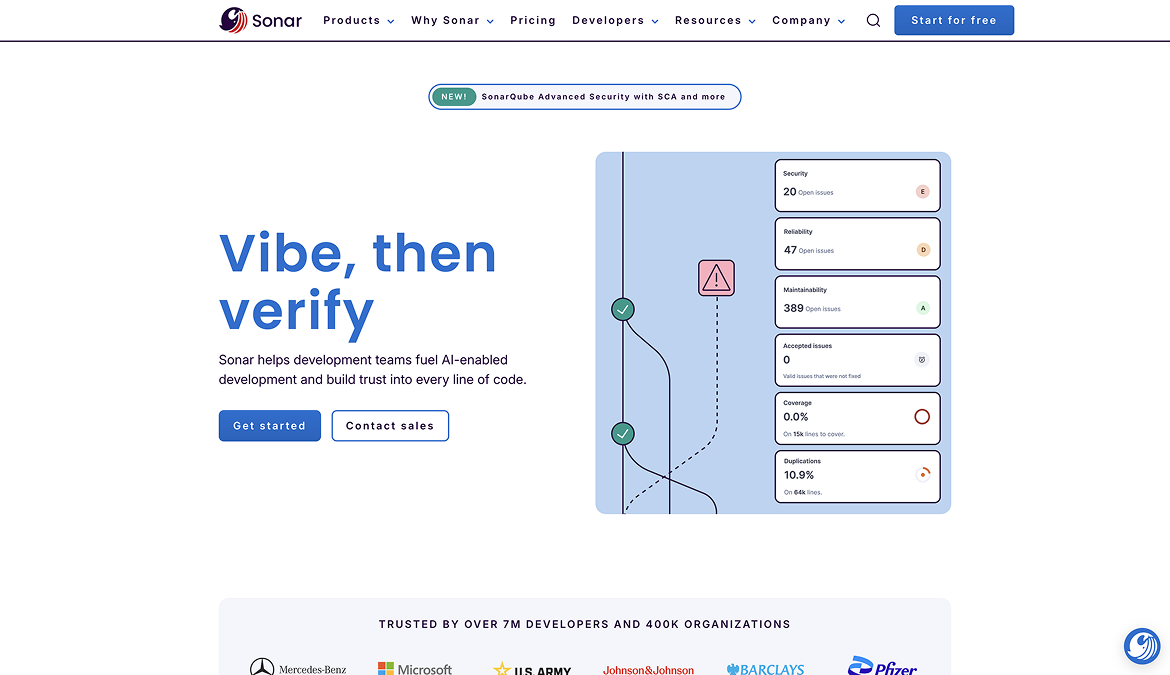 Sonar Products Why Sonar Pricing Developers Resources Company Start for free
NEW! SonarQube Advanced Security with SCA and more
Vibe, then
verify
Sonar helps development teams fuel AI-enabled
development and build trust into every line of code.
Get started Contact sales
Security
20 Open issues E
Reliability
47 Open issues D
Maintainability
389 Open issues A
Accepted issues
0
Valid issues that were not fixed
Coverage
0.0%
On 15k lines to cover.
Duplications
10.9%
On 64k lines.
TRUSTED BY OVER 7M DEVELOPERS AND 400K ORGANIZATIONS
Mercedes-Benz Microsoft U.S. ARMY Johnson&Johnson BARCLAYS Pfizer